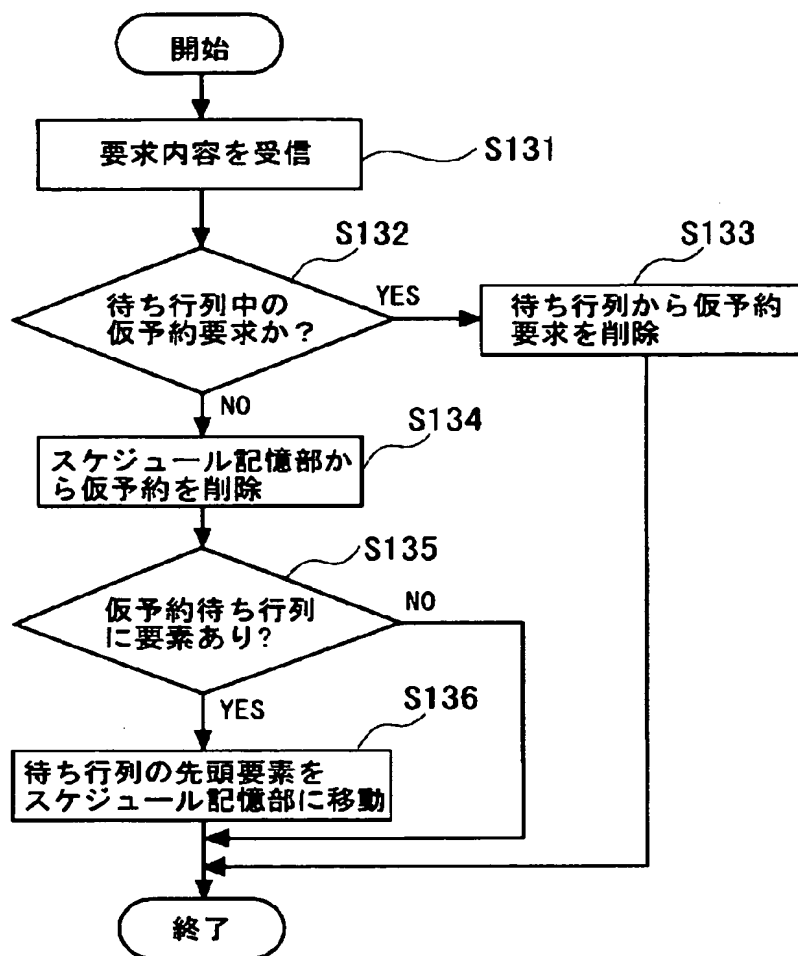 開始
要求内容を受信
S131
S132
待ち行列中の
仮予約要求か?
YES
S133
待ち行列から仮予約
要求を削除
NO
S134
スケジュール記憶部か
ら仮予約を削除
S135
仮予約待ち行列
に要素あり?
NO
YES
S136
待ち行列の先頭要素を
スケジュール記憶部に移動
終了